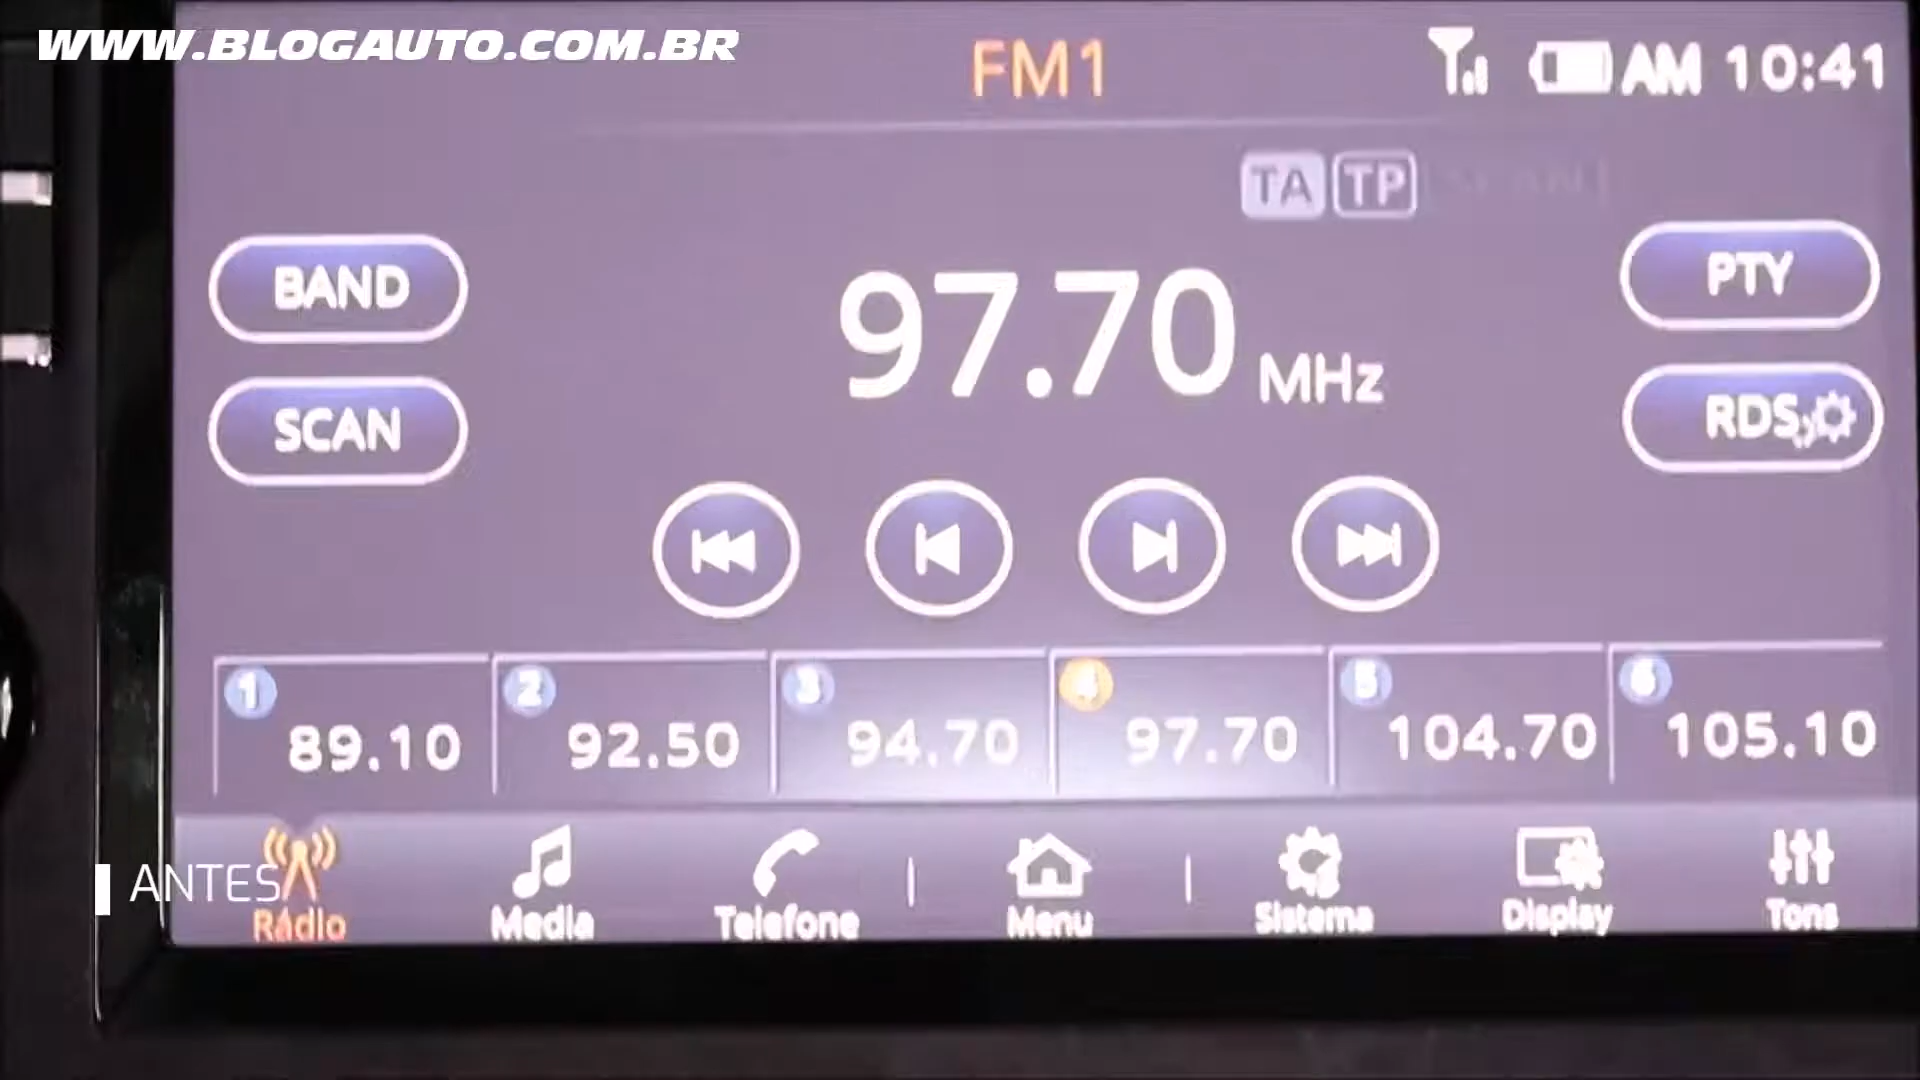 WWW.BLOGAUTO.COM.BR
FM1
AM 10:41
TA TP SCAN
BAND
97.70 MHz
PTY
SCAN
RDS
1 2 3 4 5 6
89.10 92.50 94.70 97.70 104.70 105.10
ANTES
Rádio Media Telefone Menu Sistema Display Tons